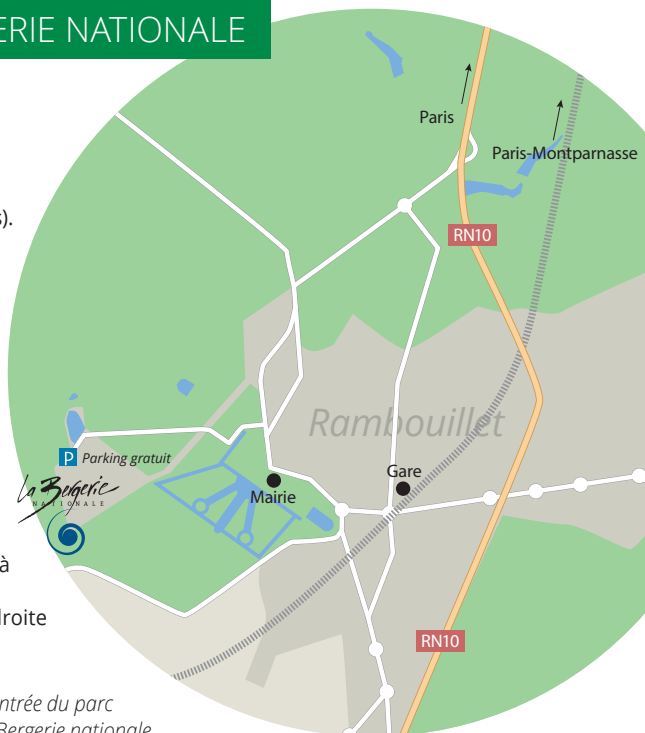 ERIE NATIONALE
Paris
Paris-Montparnasse
s).
RN10
Rambouillet
P Parking gratuit
Gare
La Bergerie
NATIONALE
Mairie
à
droite
RN10
ntrée du parc
Bergerie nationale